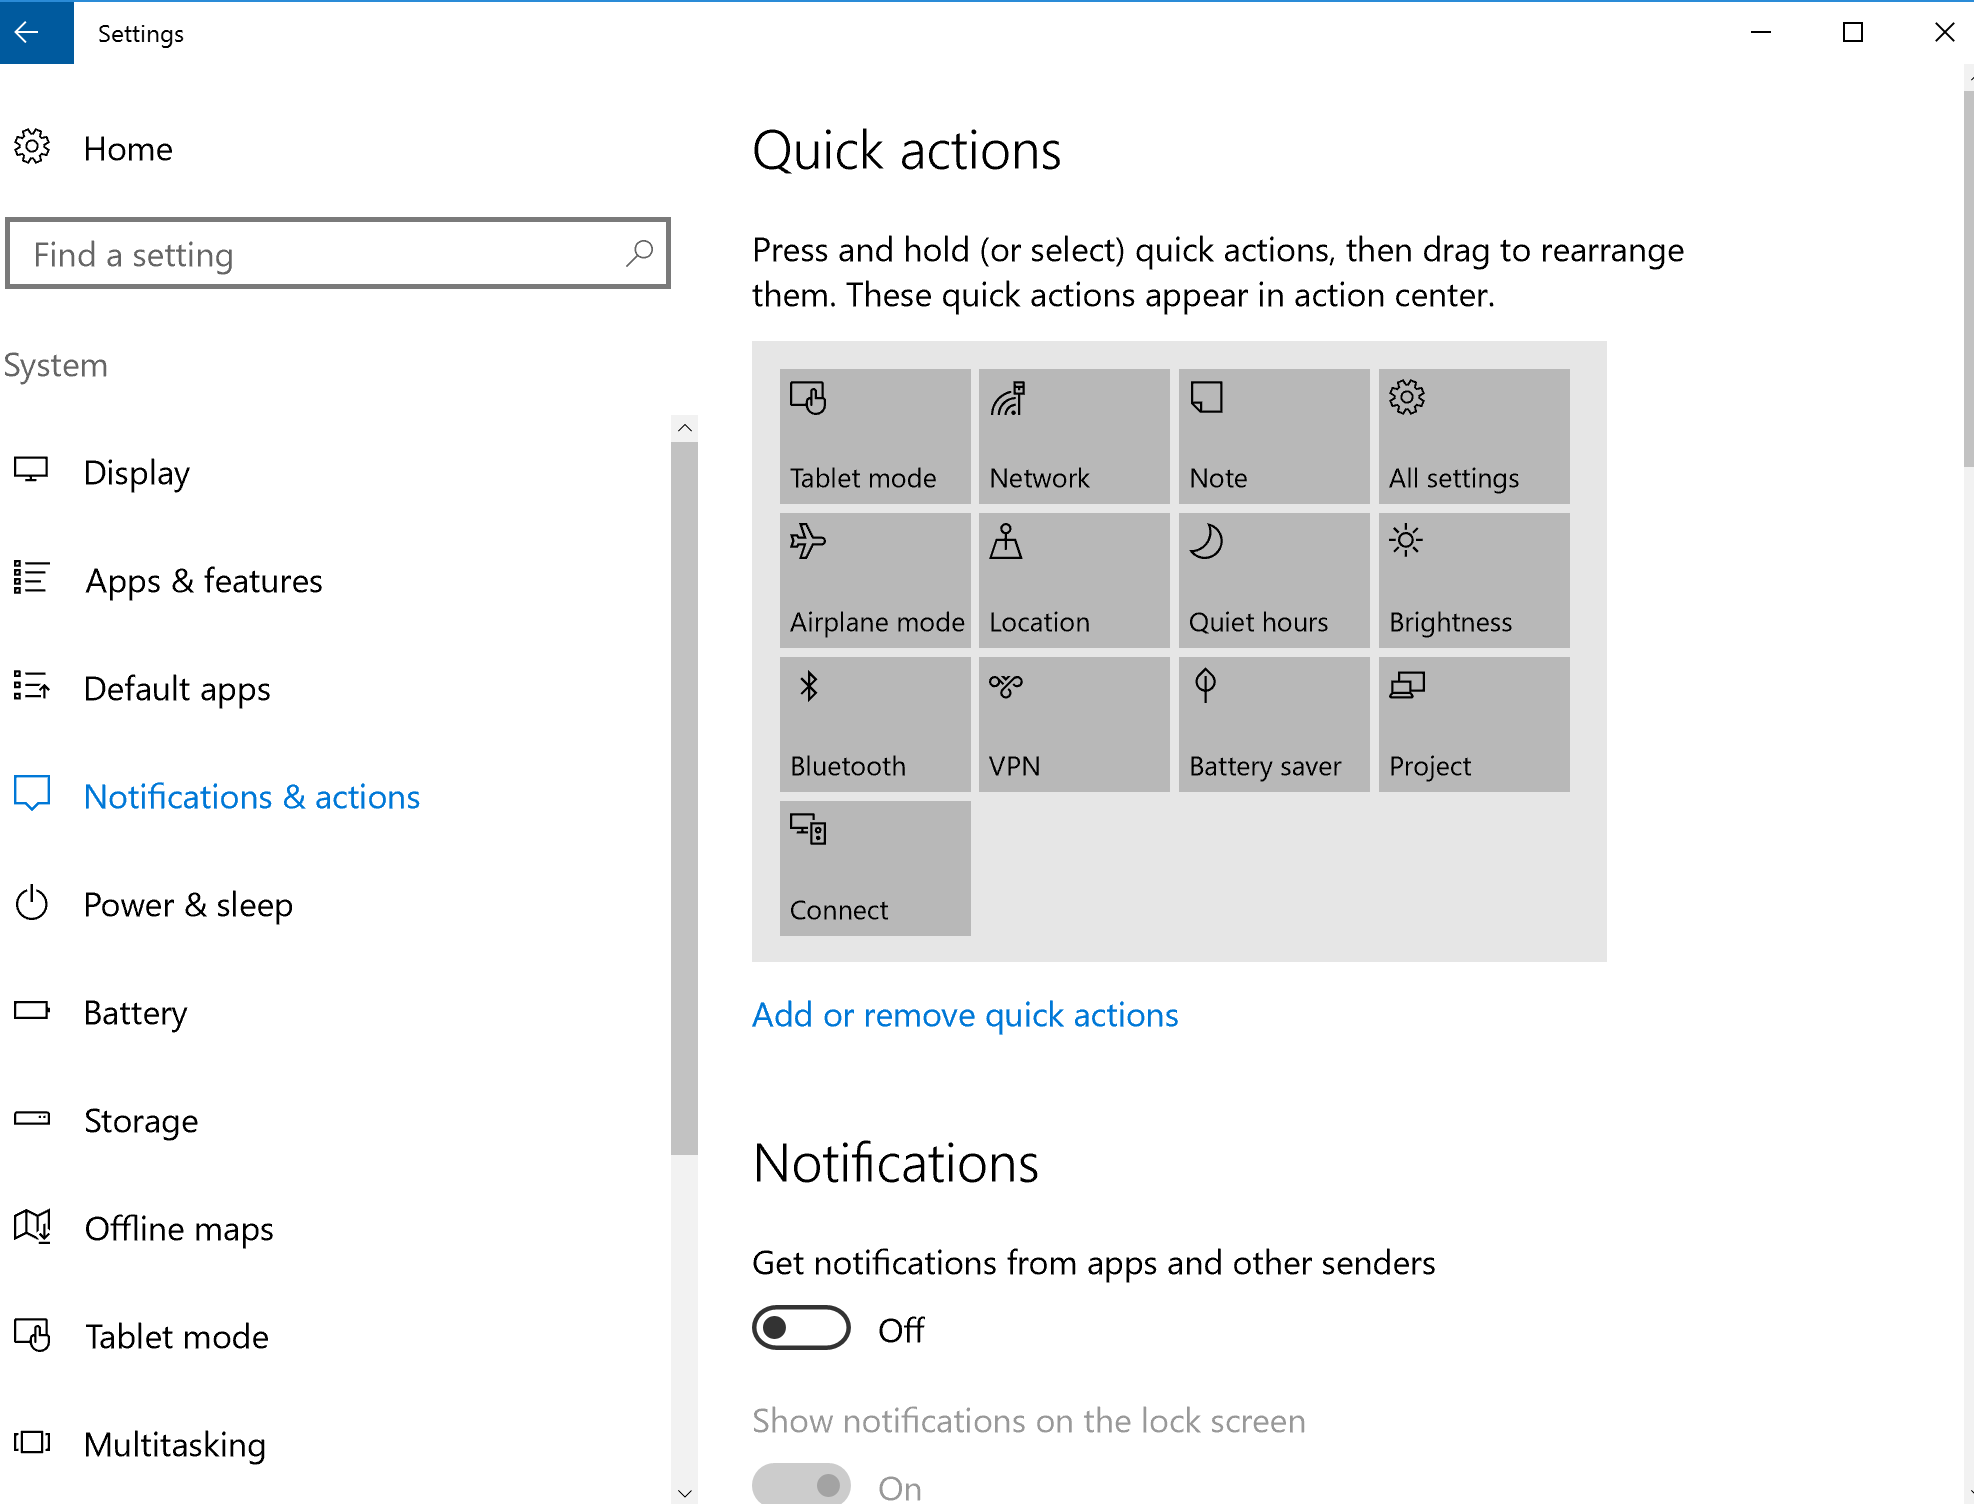 Settings
Home
Find a setting
System
Display
Apps & features
Default apps
Notifications & actions
Power & sleep
Battery
Storage
Offline maps
Tablet mode
Multitasking
Quick actions
Press and hold (or select) quick actions, then drag to rearrange
them. These quick actions appear in action center.
Tablet mode
Network
Note
All settings
Airplane mode
Location
Quiet hours
Brightness
Bluetooth
VPN
Battery saver
Project
Connect
Add or remove quick actions
Notifications
Get notifications from apps and other senders
Off
Show notifications on the lock screen
On